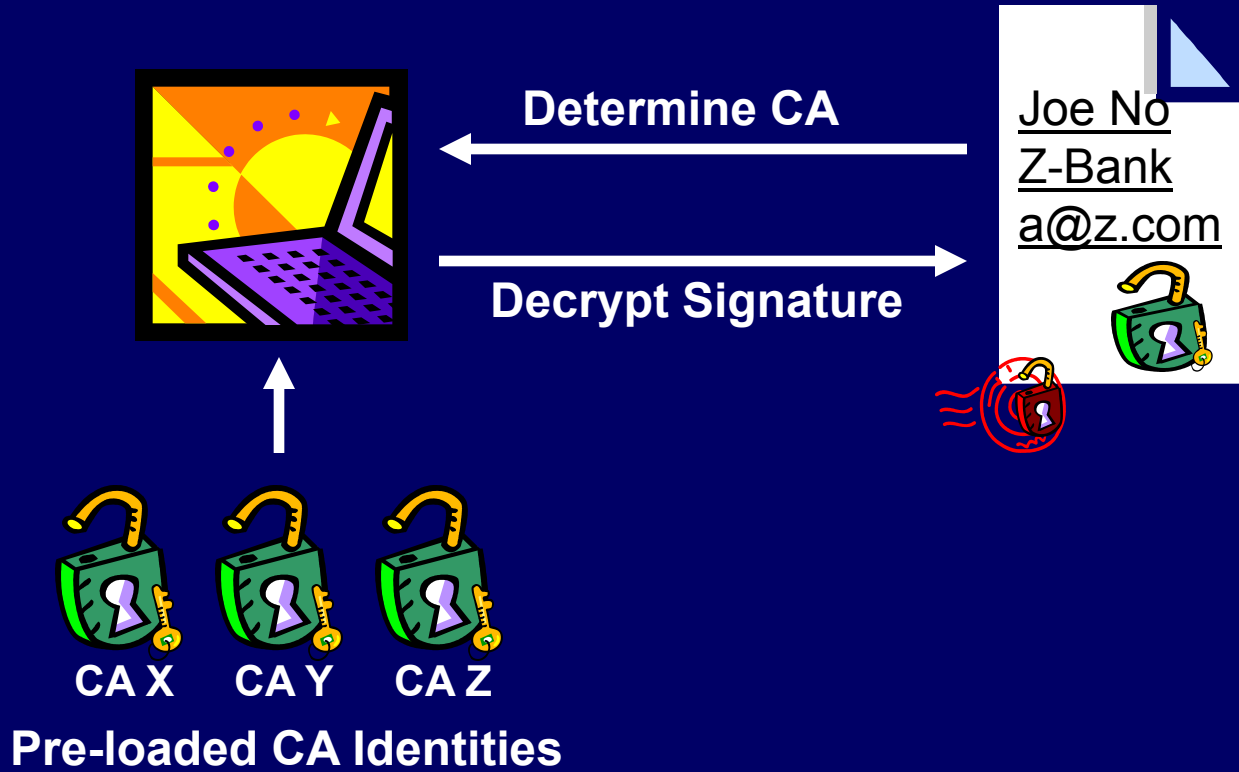 Determine CA
Joe No
Z-Bank
a@z.com
Decrypt Signature
CA X
CA Y
CA Z
Pre-loaded CA Identities